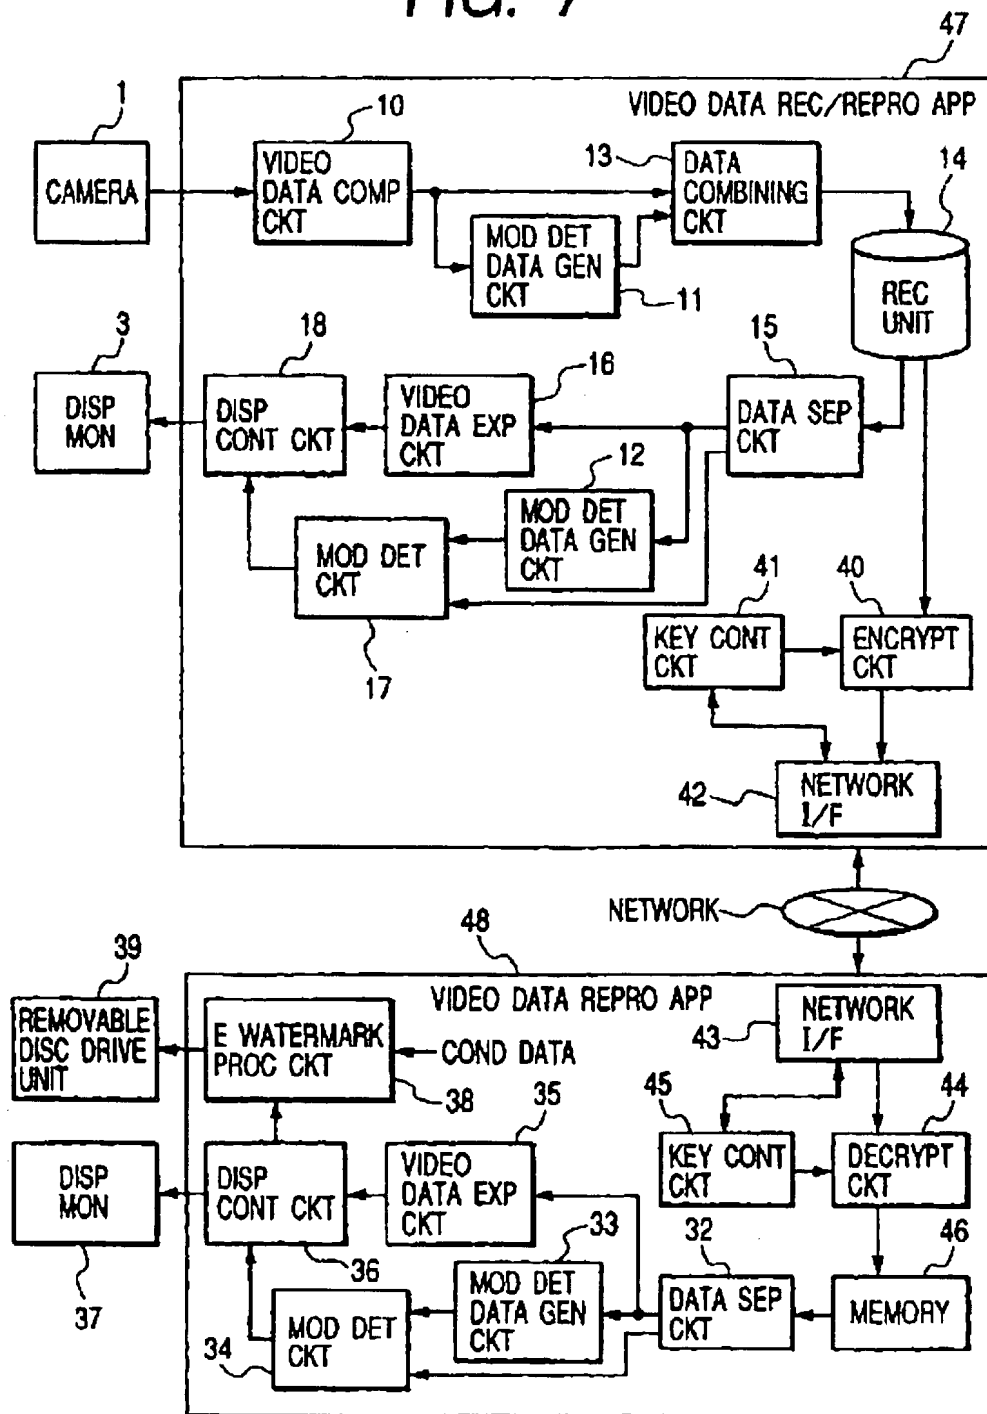 FIG. 7
47
VIDEO DATA REC/REPRO APP
1
CAMERA
10
VIDEO
DATA COMP
CKT
13
DATA
COMBINING
CKT
14
REC
UNIT
MOD DET
DATA GEN
CKT
11
3
DISP
MON
18
DISP
CONT CKT
16
VIDEO
DATA EXP
CKT
15
DATA SEP
CKT
12
MOD DET
DATA GEN
CKT
MOD DET
CKT
17
41
KEY CONT
CKT
40
ENCRYPT
CKT
42
NETWORK
I/F
NETWORK
48
VIDEO DATA REPRO APP
39
REMOVABLE
DISC DRIVE
UNIT
E WATERMARK
PROC CKT
COND DATA
38
43
NETWORK
I/F
45
KEY CONT
CKT
44
DECRYPT
CKT
DISP
MON
37
DISP
CONT CKT
36
35
VIDEO
DATA EXP
CKT
33
MOD DET
DATA GEN
CKT
32
DATA SEP
CKT
46
MEMORY
MOD DET
CKT
34